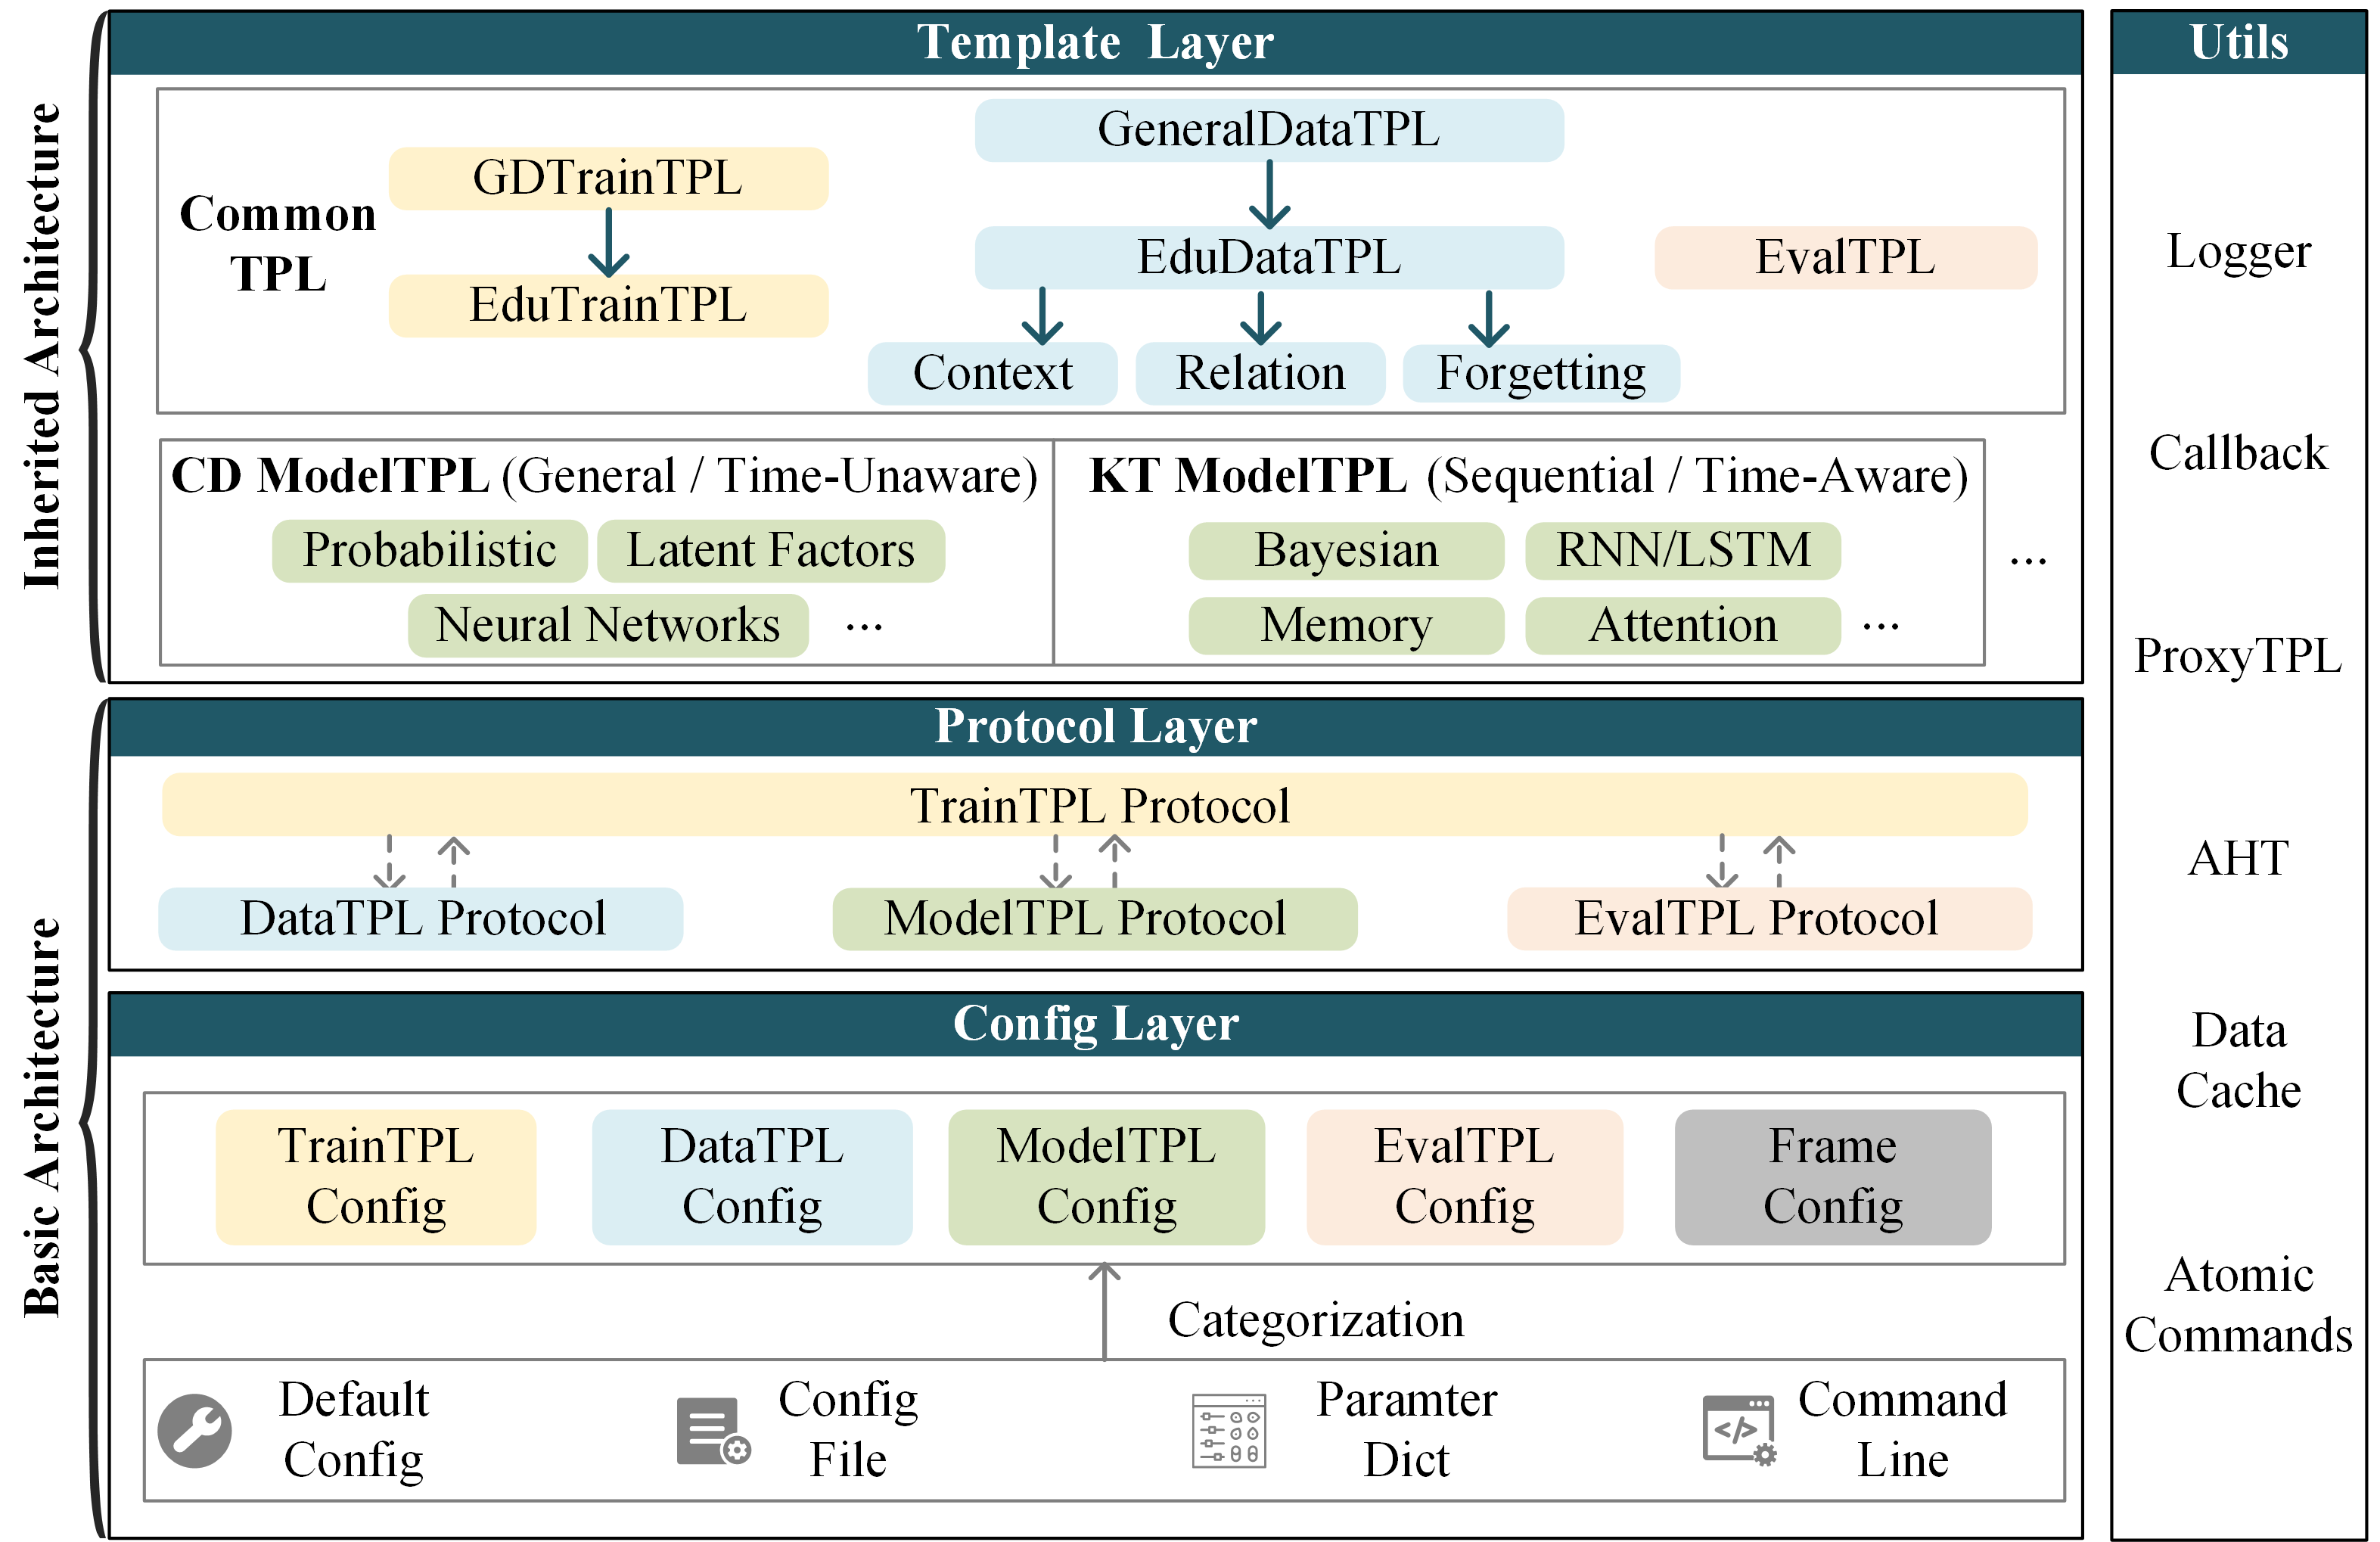 Inherited Architecture
Template Layer
Common
TPL
GDTrainTPL
EduTrainTPL
GeneralDataTPL
EduDataTPL
Context
Relation
Forgetting
EvalTPL
CD ModelTPL (General / Time-Unaware)
Probabilistic
Latent Factors
Neural Networks
...
KT ModelTPL (Sequential / Time-Aware)
Bayesian
RNN/LSTM
Memory
Attention
...
...
Basic Architecture
Protocol Layer
TrainTPL Protocol
DataTPL Protocol
ModelTPL Protocol
EvalTPL Protocol
Config Layer
TrainTPL
Config
DataTPL
Config
ModelTPL
Config
EvalTPL
Config
Frame
Config
Categorization
Default
Config
Config
File
Paramter
Dict
</>
Command
Line
Utils
Logger
Callback
ProxyTPL
AHT
Data
Cache
Atomic
Commands